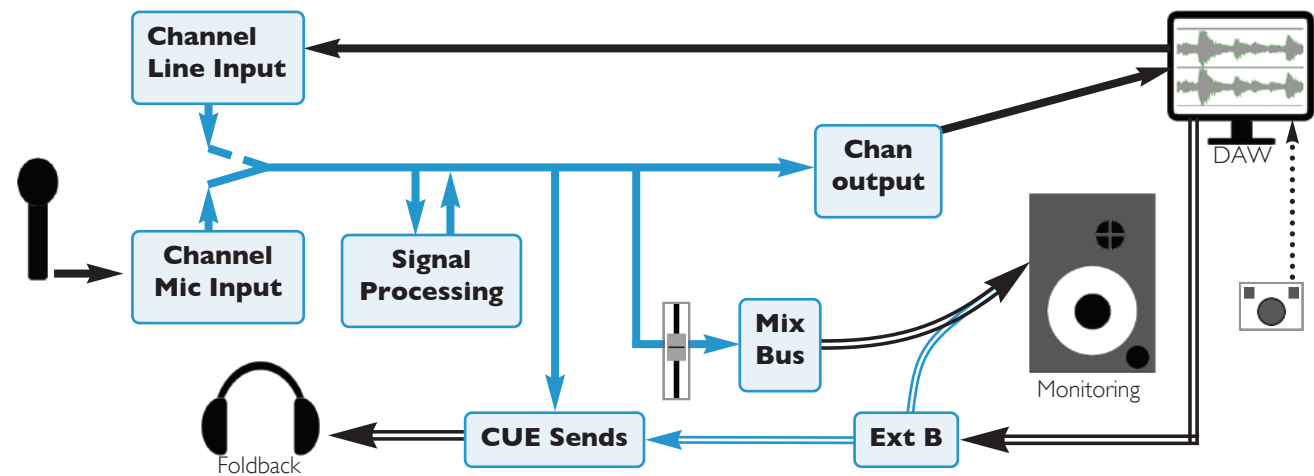 Channel
Line Input
DAW
Chan
output
Channel
Mic Input
Signal
Processing
Mix
Bus
Monitoring
CUE Sends
Ext B
Foldback